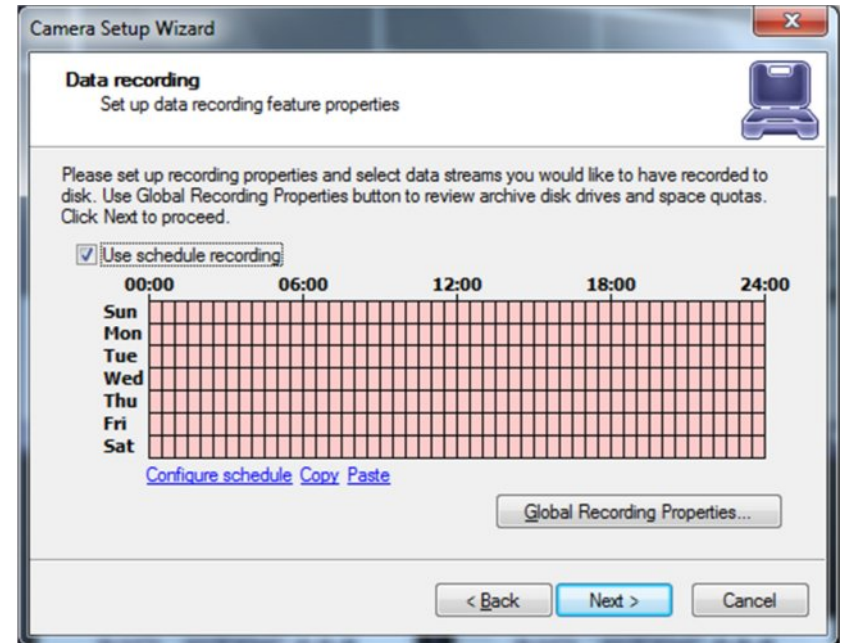 Camera Setup Wizard
Data recording
Set up data recording feature properties
Please set up recording properties and select data streams you would like to have recorded to
disk. Use Global Recording Properties button to review archive disk drives and space quotas.
Click Next to proceed.
Use schedule recording
00:00 06:00 12:00 18:00 24:00
Sun
Mon
Tue
Wed
Thu
Fri
Sat
Configure schedule Copy Paste
Global Recording Properties...
< Back Next > Cancel